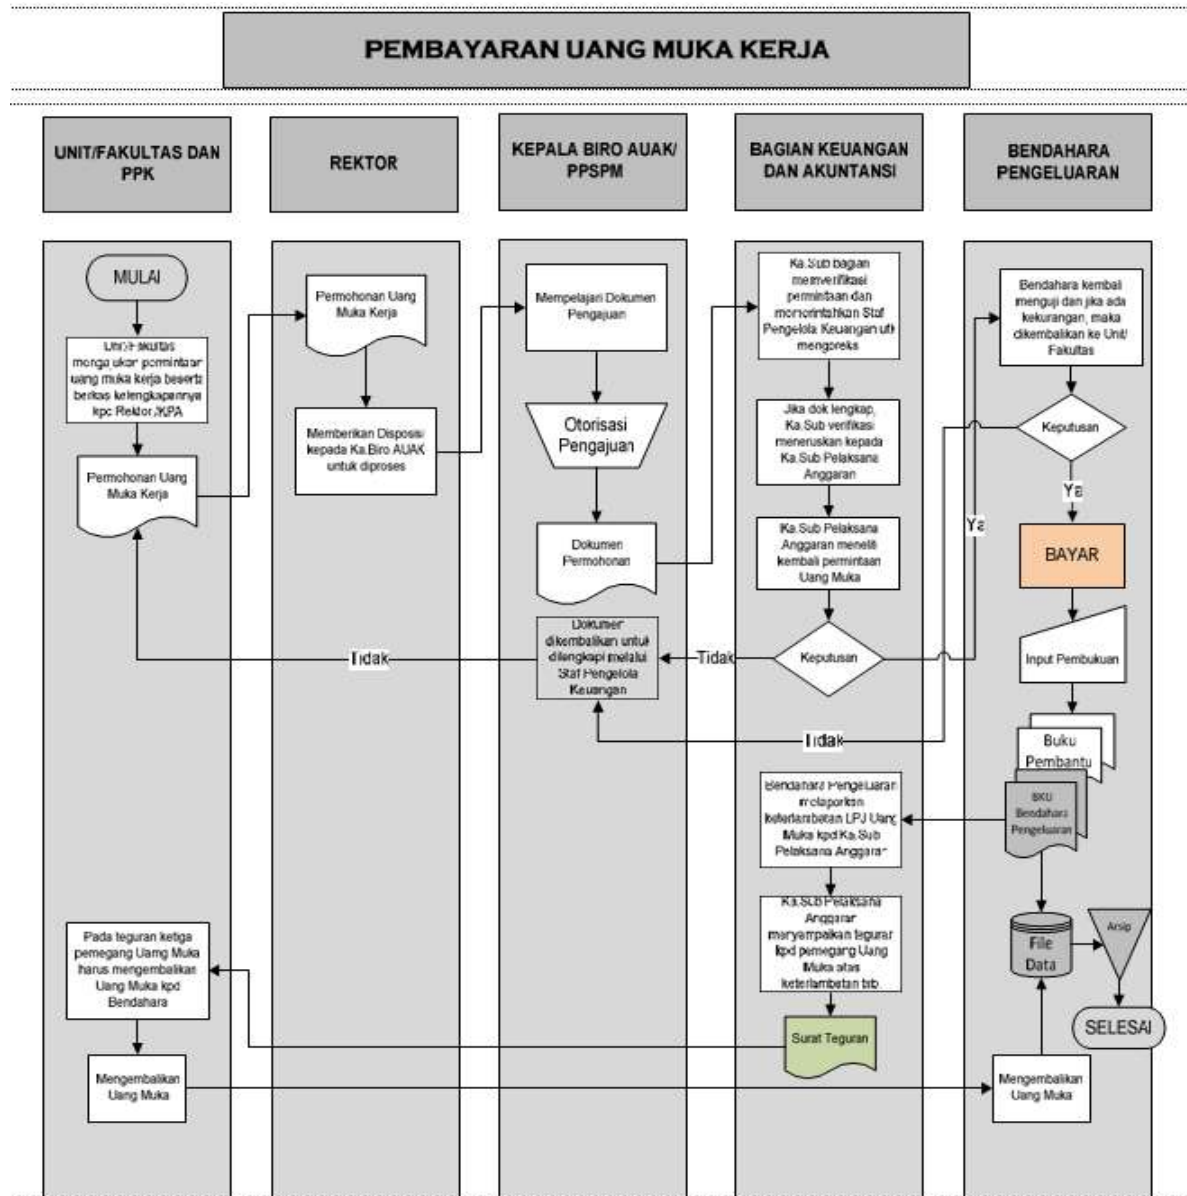 PEMBAYARAN UANG MUKA KERJA
UNIT/FAKULTAS DAN
PPK
REKTOR
KEPALA BIRO AUAK/
PPSPM
BAGIAN KEUANGAN
DAN AKUNTANSI
BENDAHARA
PENGELUARAN
MULAI
Unit/Fakultas
mengajukan permintaan
uang muka kerja beserta
berkas kelengkapannya
kpd Rektor /KPA
Permohonan Uang
Muka Kerja
Permohonan Uang
Muka Kerja
Memberikan Disposisi
kepada Ka.Biro AUAK
untuk diproses
Mempelajari Dokumen
Pengajuan
Otorisasi
Pengajuan
Dokumen
Permohonan
Dokumen
dikembalikan untuk
dilengkapi melalui
Staf Pengelola
Keuangan
Tidak
Tidak
Tidak
Ka.Sub bagian
memverifikasi
permintaan dan
memerintahkan Staf
Pengelola Keuangan utk
mengoreks
Jika dok lengkap,
Ka.Sub verifikasi
meneruskan kepada
Ka.Sub Pelaksana
Anggaran
Ka.Sub Pelaksana
Anggaran meneliti
kembali permintaan
Uang Muka
Keputusan
Ya
Bendahara Pengeluaran
melaporkan
keterlambatan LPJ Uang
Muka kpd Ka.Sub
Pelaksana Anggaran
Ka.Sub Pelaksana
Anggaran
menyampaikan teguran
kpd pemegang Uang
Muka atas
keterlambatan tsb
Surat Teguran
Bendahara kembali
menguji dan jika ada
kekurangan, maka
dikembalikan ke Unit/
Fakultas
Keputusan
Ya
BAYAR
Input Pembukuan
Buku
Pembantu
BKU
Bendahara
Pengeluaran
File
Data
Arsip
SELESAI
Pada teguran ketiga
pemegang Uamg Muka
harus mengembalikan
Uang Muka kpd
Bendahara
Mengembalikan
Uang Muka
Mengembalikan
Uang Muka